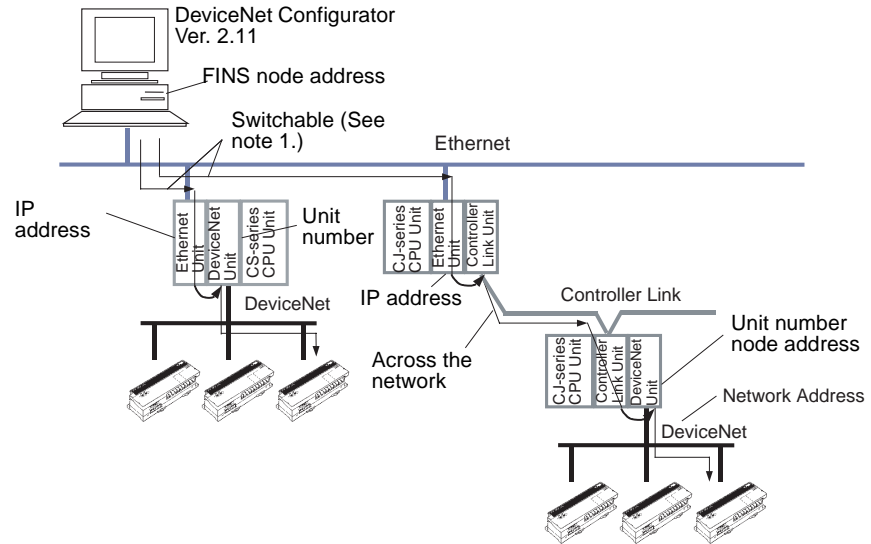 DeviceNet Configurator
Ver. 2.11
FINS node address
Switchable (See
note 1.)
Ethernet
IP
address
Ethernet
Unit
DeviceNet
Unit
CS-series
CPU Unit
Unit
number
CJ-series
CPU Unit
Ethernet
Unit
Controller
Link Unit
DeviceNet
IP address
Controller Link
Across the
network
CJ-series
CPU Unit
Controller
Link Unit
DeviceNet
Unit
Unit number
node address
Network Address
DeviceNet